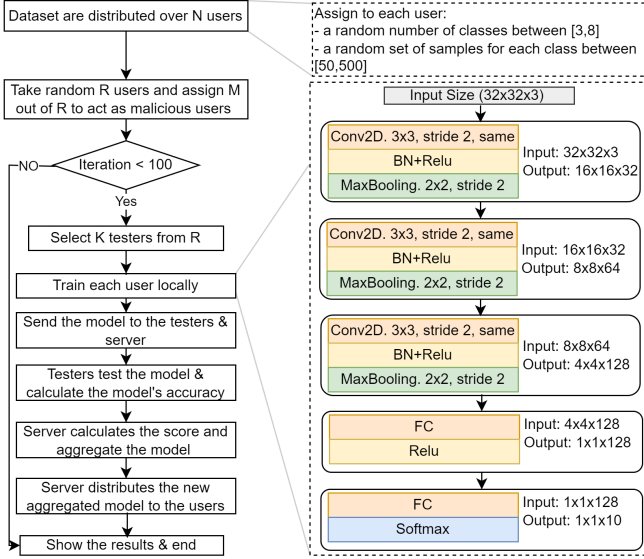 Dataset are distributed over N users
Take random R users and assign M
out of R to act as malicious users
Iteration < 100
NO
Yes
Select K testers from R
Train each user locally
Send the model to the testers &
server
Testers test the model &
calculate the model's accuracy
Server calculates the score and
aggregate the model
Server distributes the new
aggregated model to the users
Show the results & end
Assign to each user:
- a random number of classes between [3,8]
- a random set of samples for each class between
[50,500]
Input Size (32x32x3)
Conv2D. 3x3, stride 2, same
BN+Relu
MaxBooling. 2x2, stride 2
Input: 32x32x3
Output: 16x16x32
Conv2D. 3x3, stride 2, same
BN+Relu
MaxBooling. 2x2, stride 2
Input: 16x16x32
Output: 8x8x64
Conv2D. 3x3, stride 2, same
BN+Relu
MaxBooling. 2x2, stride 2
Input: 8x8x64
Output: 4x4x128
FC
Relu
Input: 4x4x128
Output: 1x1x128
FC
Softmax
Input: 1x1x128
Output: 1x1x10